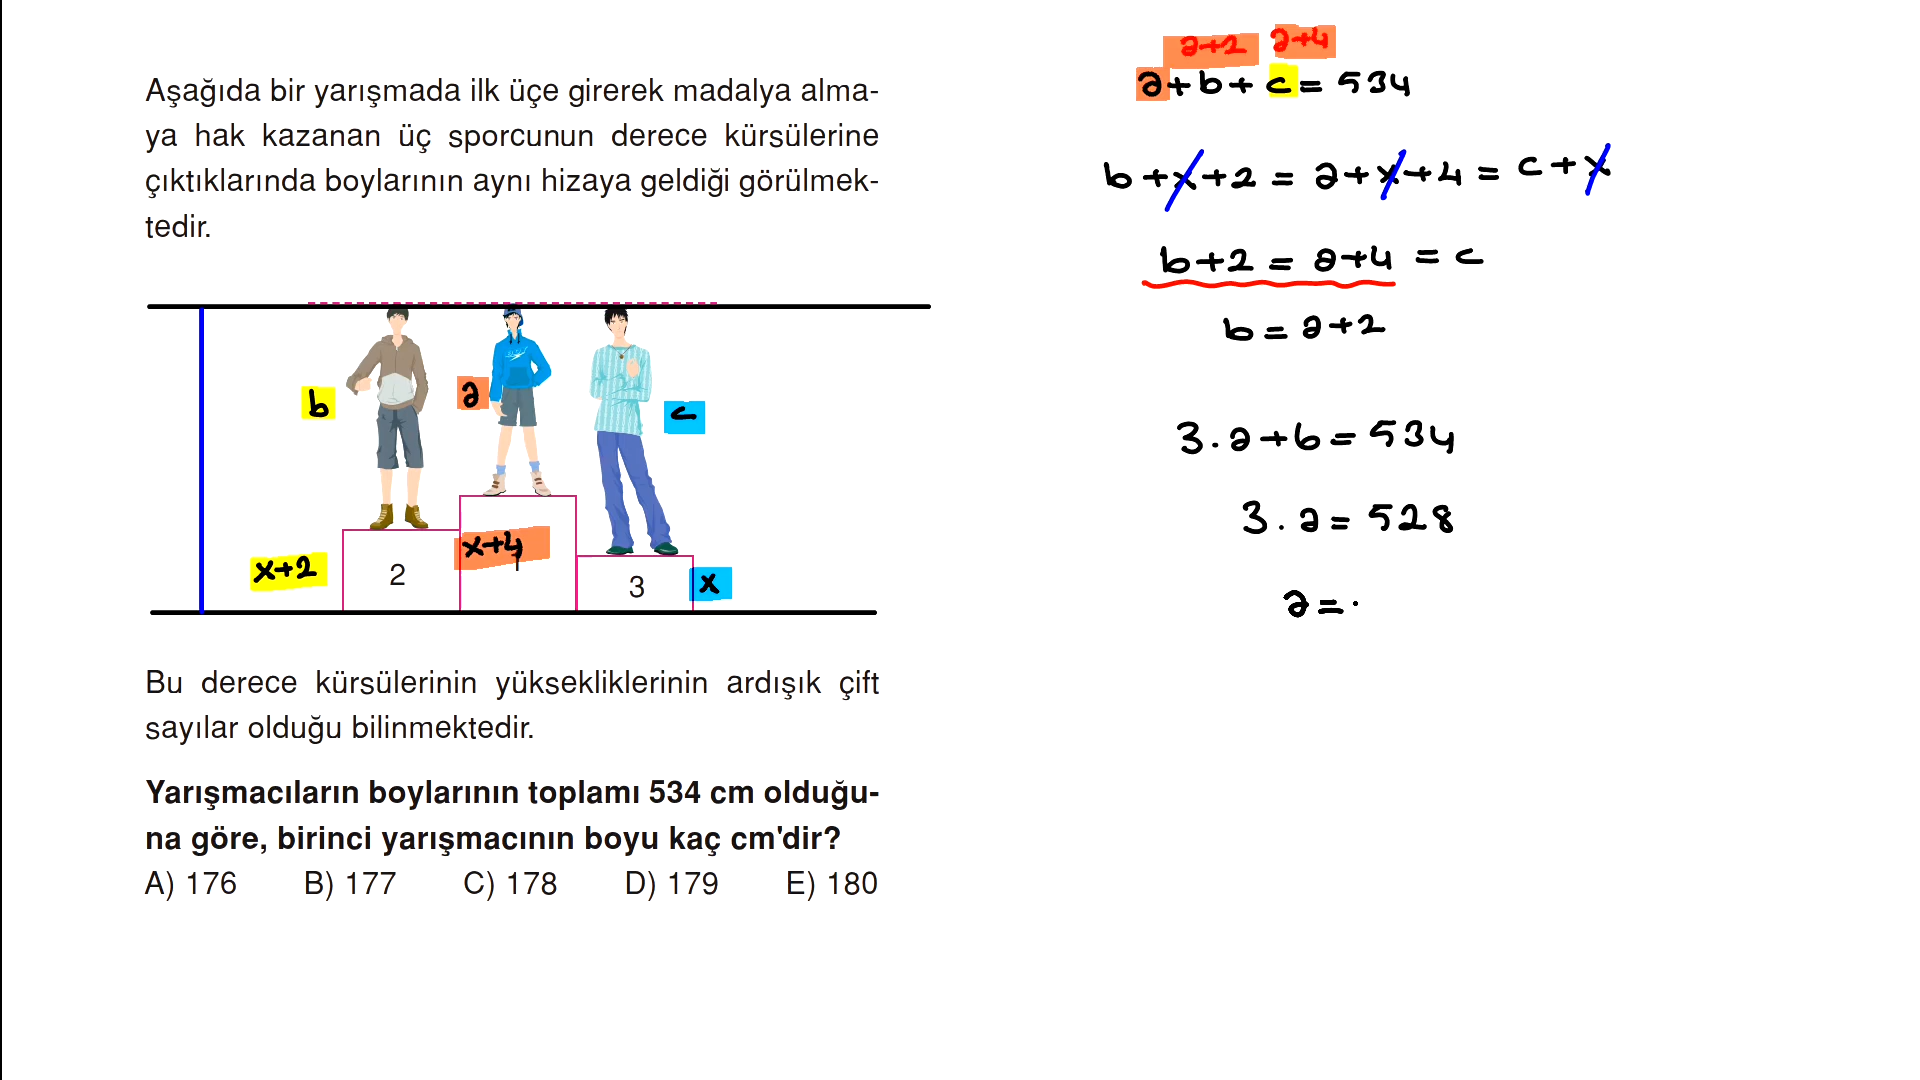 Aşağıda bir yarışmada ilk üçe girerek madalya alma-
ya hak kazanan üç sporcunun derece kürsülerine
çıktıklarında boylarının aynı hizaya geldiği görülmek-
tedir.
b
a
c
x+2
2
x+4
1
3
x
Bu derece kürsülerinin yüksekliklerinin ardışık çift
sayılar olduğu bilinmektedir.
Yarışmacıların boylarının toplamı 534 cm olduğu-
na göre, birinci yarışmacının boyu kaç cm'dir?
A) 176 B) 177 C) 178 D) 179 E) 180
a+2 a+4
a+b+c=534
b+x+2=a+x+4=c+x
b+2=a+4=c
b=a+2
3.a+6=534
3.a=528
a=.